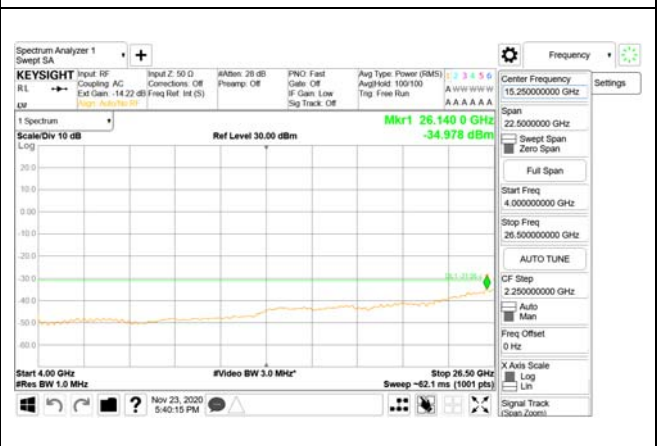 Spectrum Analyzer 1
Swept SA
+
Frequency
KEYSIGHT
RL
Input: RF
Coupling: AC
Ext Gain: -14.22 dB
Align: Auto/No RF
Input Z: 50 Ω
Corrections: Off
Freq Ref: Int (S)
#Atten: 28 dB
Preamp: Off
PNO: Fast
Gate: Off
IF Gain: Low
Sig Track: Off
Avg Type: Power (RMS)
Avg|Hold: 100/100
Trig: Free Run
1 2 3 4 5 6
A W W W W W
A A A A A A
1 Spectrum
Scale/Div 10 dB
Ref Level 30.00 dBm
Mkr1 26.140 0 GHz
-34.978 dBm
Log
20.0
10.0
0.00
-10.0
-20.0
-30.0
-40.0
-50.0
-60.0
Start 4.00 GHz
#Res BW 1.0 MHz
#Video BW 3.0 MHz*
Stop 26.50 GHz
Sweep ~62.1 ms (1001 pts)
Nov 23, 2020
5:40:15 PM
Center Frequency
15.250000000 GHz
Settings
Span
22.5000000 GHz
Swept Span
Zero Span
Full Span
Start Freq
4.000000000 GHz
Stop Freq
26.500000000 GHz
AUTO TUNE
CF Step
2.250000000 GHz
Auto
Man
Freq Offset
0 Hz
X Axis Scale
Log
Lin
Signal Track
(Span Zoom)